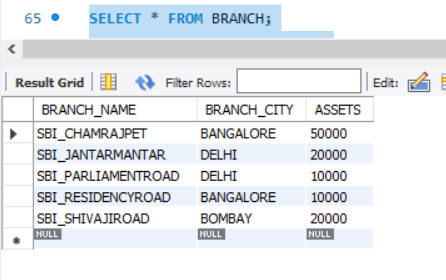 65 SELECT * FROM BRANCH;
Result Grid Filter Rows: Edit:
BRANCH_NAME BRANCH_CITY ASSETS
SBI_CHAMRAJPET BANGALORE 50000
SBI_JANTARMANTAR DELHI 20000
SBI_PARLIAMENTROAD DELHI 10000
SBI_RESIDENCYROAD BANGALORE 10000
SBI_SHIVAJIROAD BOMBAY 20000
NULL NULL NULL